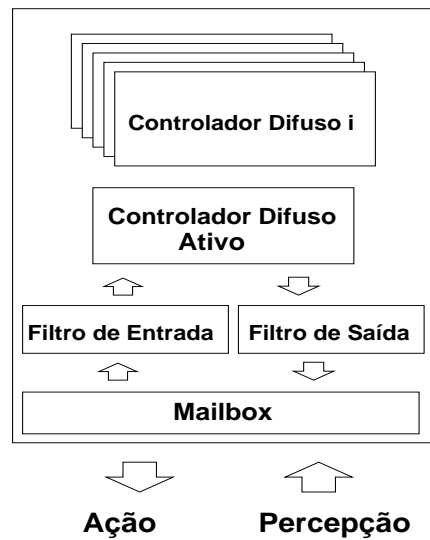 Controlador Difuso i
Controlador Difuso
Ativo
Filtro de Entrada
Filtro de Saída
Mailbox
Ação
Percepção